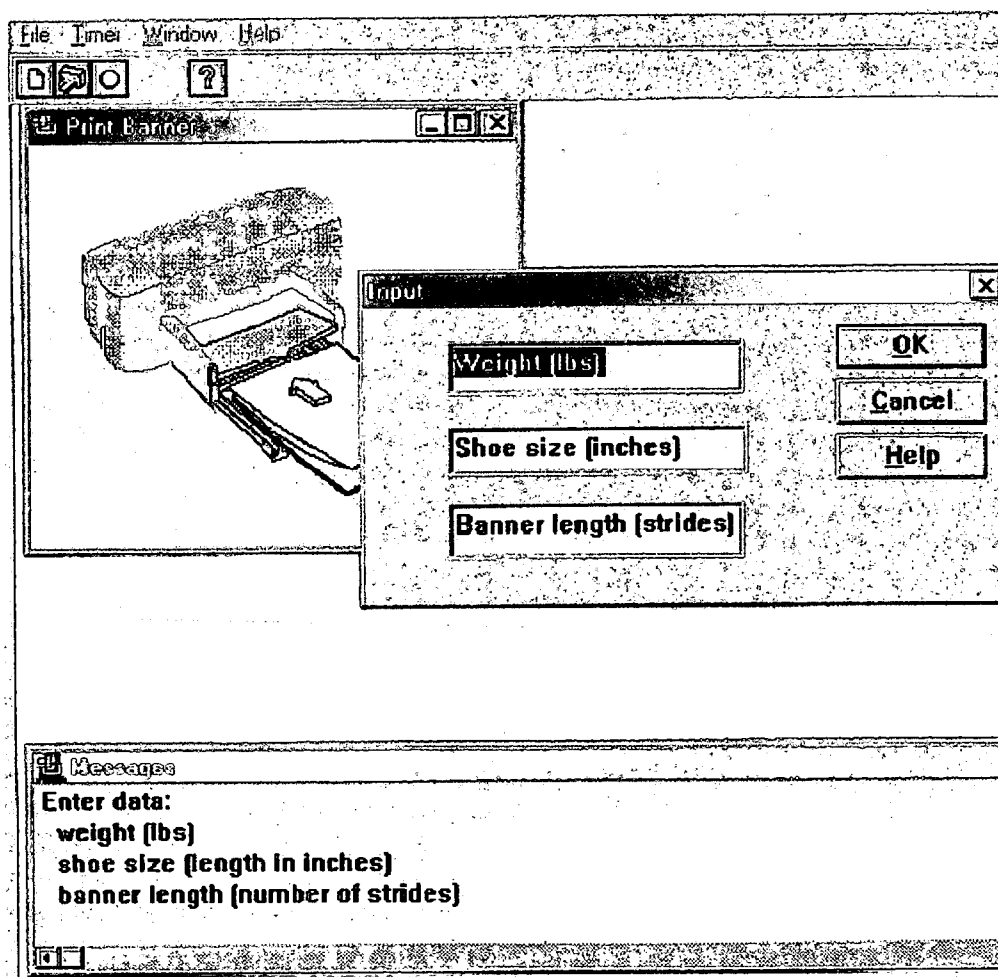 File Timer Window Help
?
Print Banner
Input
Weight (lbs)
Shoe size (inches)
Banner length (strides)
OK
Cancel
Help
Messages
Enter data:
weight (lbs)
shoe size (length in inches)
banner length (number of strides)